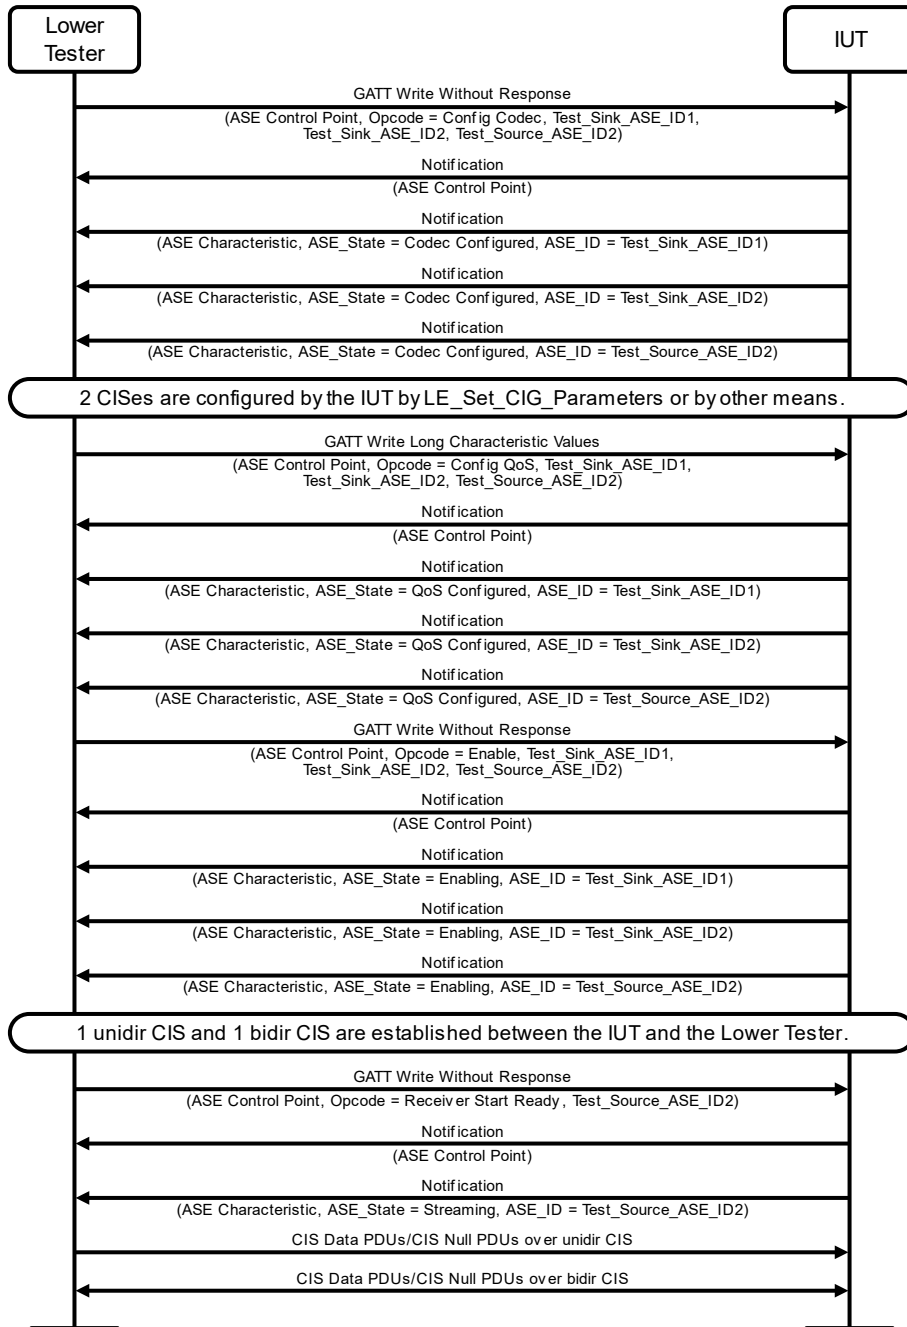 Lower
Tester
IUT
GATT Write Without Response
(ASE Control Point, Opcode = Config Codec, Test_Sink_ASE_ID1,
Test_Sink_ASE_ID2, Test_Source_ASE_ID2)
Notification
(ASE Control Point)
Notification
(ASE Characteristic, ASE_State = Codec Configured, ASE_ID = Test_Sink_ASE_ID1)
Notification
(ASE Characteristic, ASE_State = Codec Configured, ASE_ID = Test_Sink_ASE_ID2)
Notification
(ASE Characteristic, ASE_State = Codec Configured, ASE_ID = Test_Source_ASE_ID2)
2 CISes are configured by the IUT by LE_Set_CIG_Parameters or by other means.
GATT Write Long Characteristic Values
(ASE Control Point, Opcode = Config QoS, Test_Sink_ASE_ID1,
Test_Sink_ASE_ID2, Test_Source_ASE_ID2)
Notification
(ASE Control Point)
Notification
(ASE Characteristic, ASE_State = QoS Configured, ASE_ID = Test_Sink_ASE_ID1)
Notification
(ASE Characteristic, ASE_State = QoS Configured, ASE_ID = Test_Sink_ASE_ID2)
Notification
(ASE Characteristic, ASE_State = QoS Configured, ASE_ID = Test_Source_ASE_ID2)
GATT Write Without Response
(ASE Control Point, Opcode = Enable, Test_Sink_ASE_ID1,
Test_Sink_ASE_ID2, Test_Source_ASE_ID2)
Notification
(ASE Control Point)
Notification
(ASE Characteristic, ASE_State = Enabling, ASE_ID = Test_Sink_ASE_ID1)
Notification
(ASE Characteristic, ASE_State = Enabling, ASE_ID = Test_Sink_ASE_ID2)
Notification
(ASE Characteristic, ASE_State = Enabling, ASE_ID = Test_Source_ASE_ID2)
1 unidir CIS and 1 bidir CIS are established between the IUT and the Lower Tester.
GATT Write Without Response
(ASE Control Point, Opcode = Receiver Start Ready, Test_Source_ASE_ID2)
Notification
(ASE Control Point)
Notification
(ASE Characteristic, ASE_State = Streaming, ASE_ID = Test_Source_ASE_ID2)
CIS Data PDUs/CIS Null PDUs over unidir CIS
CIS Data PDUs/CIS Null PDUs over bidir CIS